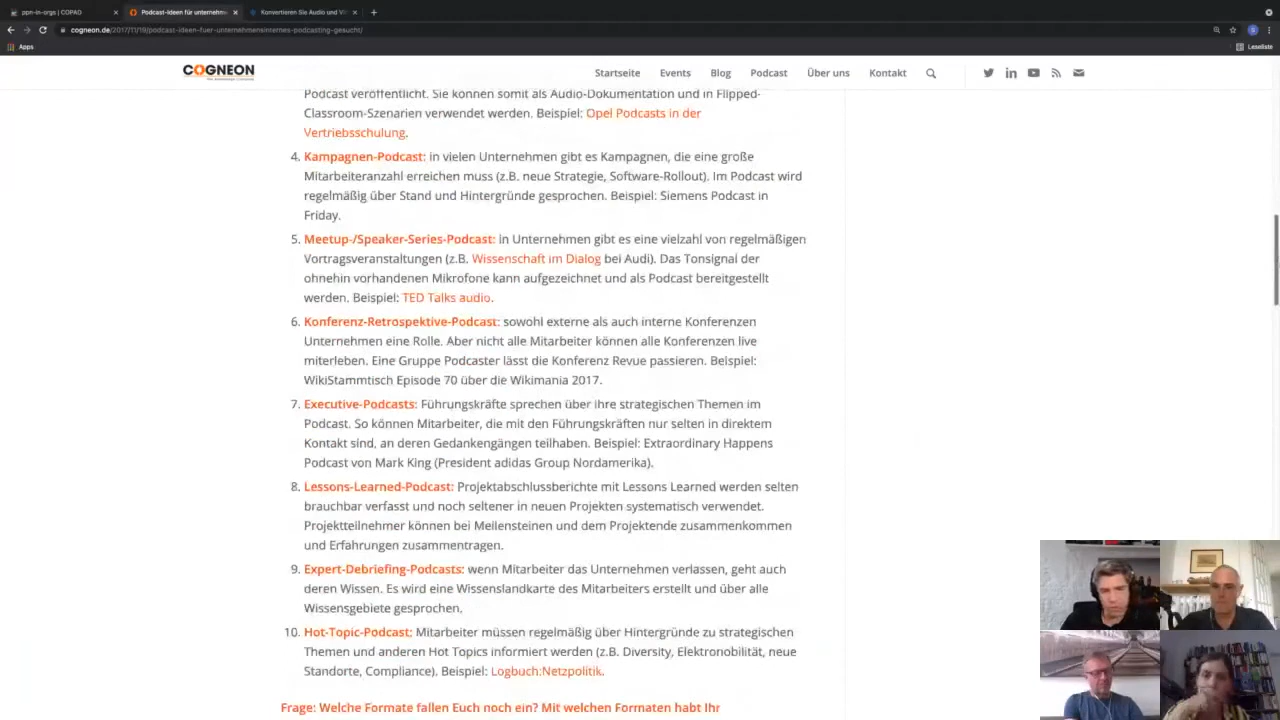 ppn-in-orgs | COPAD
Podcast-Ideen für unternehm
Konvertieren Sie Audio und Vi
cogneon.de/2017/11/19/podcast-ideen-fuer-unternehmensinternes-podcasting-gesucht/
Apps
Leseliste
COGNEON
Startseite
Events
Blog
Podcast
Über uns
Kontakt
Podcast veröffentlicht. Sie können somit als Audio-Dokumentation und in Flipped-
Classroom-Szenarien verwendet werden. Beispiel: Opel Podcasts in der
Vertriebsschulung.
4. Kampagnen-Podcast: in vielen Unternehmen gibt es Kampagnen, die eine große
Mitarbeiteranzahl erreichen muss (z.B. neue Strategie, Software-Rollout). Im Podcast wird
regelmäßig über Stand und Hintergründe gesprochen. Beispiel: Siemens Podcast in
Friday.
5. Meetup-/Speaker-Series-Podcast: in Unternehmen gibt es eine vielzahl von regelmäßigen
Vortragsveranstaltungen (z.B. Wissenschaft im Dialog bei Audi). Das Tonsignal der
ohnehin vorhandenen Mikrofone kann aufgezeichnet und als Podcast bereitgestellt
werden. Beispiel: TED Talks audio.
6. Konferenz-Retrospektive-Podcast: sowohl externe als auch interne Konferenzen
Unternehmen eine Rolle. Aber nicht alle Mitarbeiter können alle Konferenzen live
miterleben. Eine Gruppe Podcaster lässt die Konferenz Revue passieren. Beispiel:
WikiStammtisch Episode 70 über die Wikimania 2017.
7. Executive-Podcasts: Führungskräfte sprechen über ihre strategischen Themen im
Podcast. So können Mitarbeiter, die mit den Führungskräften nur selten in direktem
Kontakt sind, an deren Gedankengängen teilhaben. Beispiel: Extraordinary Happens
Podcast von Mark King (President adidas Group Nordamerika).
8. Lessons-Learned-Podcast: Projektabschlussberichte mit Lessons Learned werden selten
brauchbar verfasst und noch seltener in neuen Projekten systematisch verwendet.
Projektteilnehmer können bei Meilensteinen und dem Projektende zusammenkommen
und Erfahrungen zusammentragen.
9. Expert-Debriefing-Podcasts: wenn Mitarbeiter das Unternehmen verlassen, geht auch
deren Wissen. Es wird eine Wissenslandkarte des Mitarbeiters erstellt und über alle
Wissensgebiete gesprochen.
10. Hot-Topic-Podcast: Mitarbeiter müssen regelmäßig über Hintergründe zu strategischen
Themen und anderen Hot Topics informiert werden (z.B. Diversity, Elektronobilität, neue
Standorte, Compliance), Beispiel: Logbuch:Netzpolitik.
Frage: Welche Formate fallen Euch noch ein? Mit welchen Formaten habt Ihr